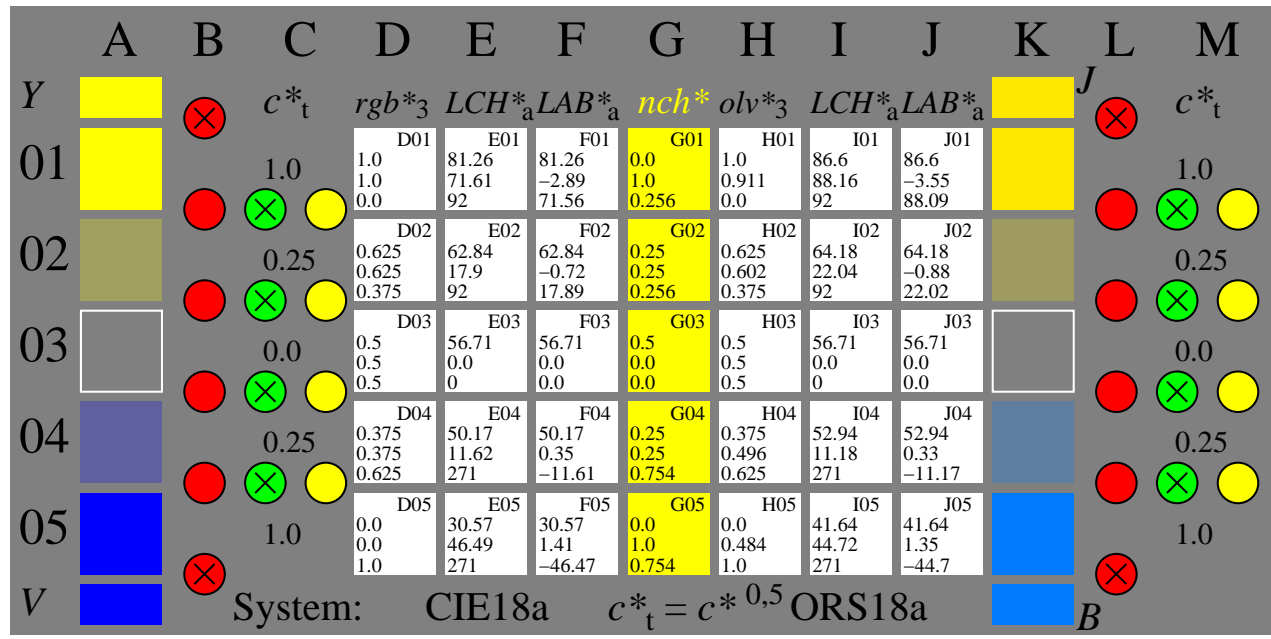 A B C D E F G H I J K L M
Y c*t rgb*3 LCH*a LAB*a nch* olv*3 LCH*a LAB*a J c*t
D01 E01 F01 G01 H01 I01 J01
01 1.0 1.0 81.26 81.26 0.0 1.0 86.6 86.6 1.0
1.0 71.61 −2.89 1.0 0.911 88.16 −3.55
0.0 92 71.56 0.256 0.0 92 88.09
D02 E02 F02 G02 H02 I02 J02
02 0.25 0.625 62.84 62.84 0.25 0.625 64.18 64.18 0.25
0.625 17.9 −0.72 0.25 0.602 22.04 −0.88
0.375 92 17.89 0.256 0.375 92 22.02
D03 E03 F03 G03 H03 I03 J03
03 0.0 0.5 56.71 56.71 0.5 0.5 56.71 56.71 0.0
0.5 0.0 0.0 0.0 0.5 0.0 0.0
0.5 0 0.0 0.0 0.5 0 0.0
D04 E04 F04 G04 H04 I04 J04
04 0.25 0.375 50.17 50.17 0.25 0.375 52.94 52.94 0.25
0.375 11.62 0.35 0.25 0.496 11.18 0.33
0.625 271 −11.61 0.754 0.625 271 −11.17
D05 E05 F05 G05 H05 I05 J05
05 1.0 0.0 30.57 30.57 0.0 0.0 41.64 41.64 1.0
0.0 46.49 1.41 1.0 0.484 44.72 1.35
1.0 271 −46.47 0.754 1.0 271 −44.7
V System: CIE18a c*t = c* 0,5 ORS18a B